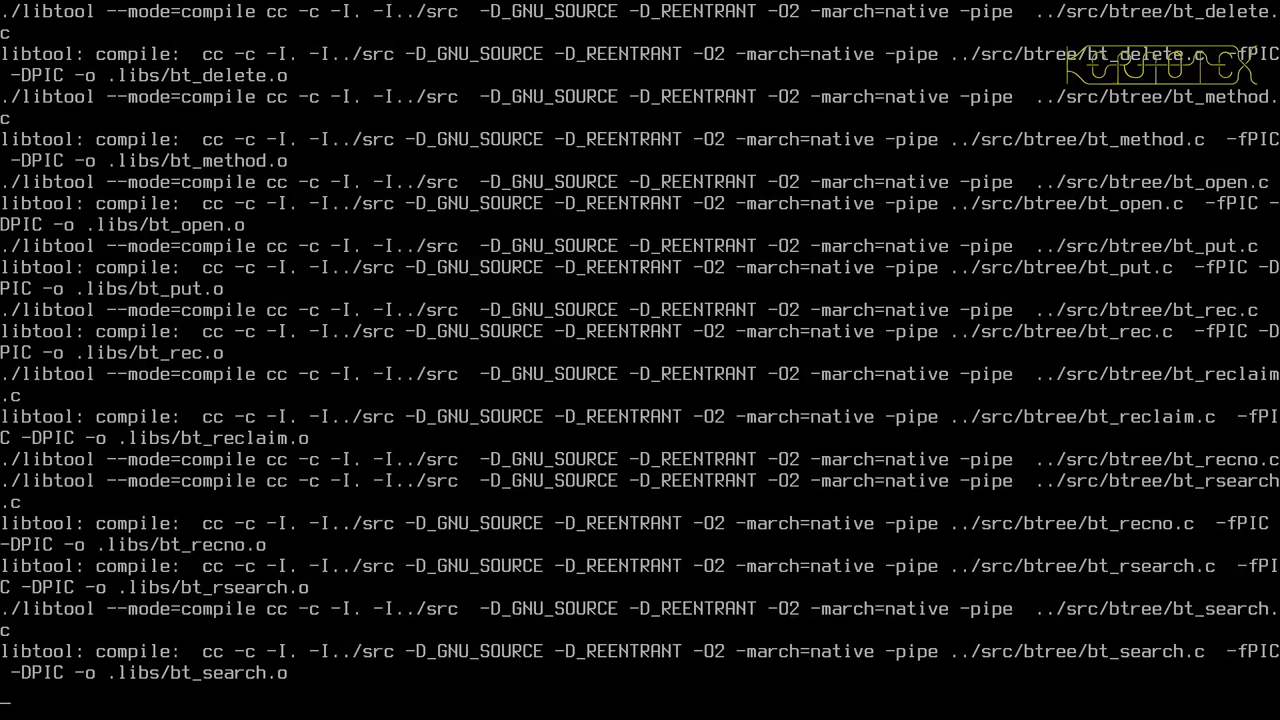 ./libtool --mode=compile cc -c -I. -I../src  -D_GNU_SOURCE -D_REENTRANT -O2 -march=native -pipe  ../src/btree/bt_delete.
c
libtool: compile:  cc -c -I. -I../src -D_GNU_SOURCE -D_REENTRANT -O2 -march=native -pipe ../src/btree/bt_delete.c  -fPIC
 -DPIC -o .libs/bt_delete.o
./libtool --mode=compile cc -c -I. -I../src  -D_GNU_SOURCE -D_REENTRANT -O2 -march=native -pipe  ../src/btree/bt_method.
c
libtool: compile:  cc -c -I. -I../src -D_GNU_SOURCE -D_REENTRANT -O2 -march=native -pipe ../src/btree/bt_method.c  -fPIC
 -DPIC -o .libs/bt_method.o
./libtool --mode=compile cc -c -I. -I../src  -D_GNU_SOURCE -D_REENTRANT -O2 -march=native -pipe  ../src/btree/bt_open.c
libtool: compile:  cc -c -I. -I../src -D_GNU_SOURCE -D_REENTRANT -O2 -march=native -pipe ../src/btree/bt_open.c  -fPIC -
DPIC -o .libs/bt_open.o
./libtool --mode=compile cc -c -I. -I../src  -D_GNU_SOURCE -D_REENTRANT -O2 -march=native -pipe  ../src/btree/bt_put.c
libtool: compile:  cc -c -I. -I../src -D_GNU_SOURCE -D_REENTRANT -O2 -march=native -pipe ../src/btree/bt_put.c  -fPIC -D
PIC -o .libs/bt_put.o
./libtool --mode=compile cc -c -I. -I../src  -D_GNU_SOURCE -D_REENTRANT -O2 -march=native -pipe  ../src/btree/bt_rec.c
libtool: compile:  cc -c -I. -I../src -D_GNU_SOURCE -D_REENTRANT -O2 -march=native -pipe ../src/btree/bt_rec.c  -fPIC -D
PIC -o .libs/bt_rec.o
./libtool --mode=compile cc -c -I. -I../src  -D_GNU_SOURCE -D_REENTRANT -O2 -march=native -pipe  ../src/btree/bt_reclaim
.c
libtool: compile:  cc -c -I. -I../src -D_GNU_SOURCE -D_REENTRANT -O2 -march=native -pipe ../src/btree/bt_reclaim.c  -fPI
C -DPIC -o .libs/bt_reclaim.o
./libtool --mode=compile cc -c -I. -I../src  -D_GNU_SOURCE -D_REENTRANT -O2 -march=native -pipe  ../src/btree/bt_recno.c
./libtool --mode=compile cc -c -I. -I../src  -D_GNU_SOURCE -D_REENTRANT -O2 -march=native -pipe  ../src/btree/bt_rsearch
.c
libtool: compile:  cc -c -I. -I../src -D_GNU_SOURCE -D_REENTRANT -O2 -march=native -pipe ../src/btree/bt_recno.c  -fPIC 
-DPIC -o .libs/bt_recno.o
libtool: compile:  cc -c -I. -I../src -D_GNU_SOURCE -D_REENTRANT -O2 -march=native -pipe ../src/btree/bt_rsearch.c  -fPI
C -DPIC -o .libs/bt_rsearch.o
./libtool --mode=compile cc -c -I. -I../src  -D_GNU_SOURCE -D_REENTRANT -O2 -march=native -pipe  ../src/btree/bt_search.
c
libtool: compile:  cc -c -I. -I../src -D_GNU_SOURCE -D_REENTRANT -O2 -march=native -pipe ../src/btree/bt_search.c  -fPIC
 -DPIC -o .libs/bt_search.o
_